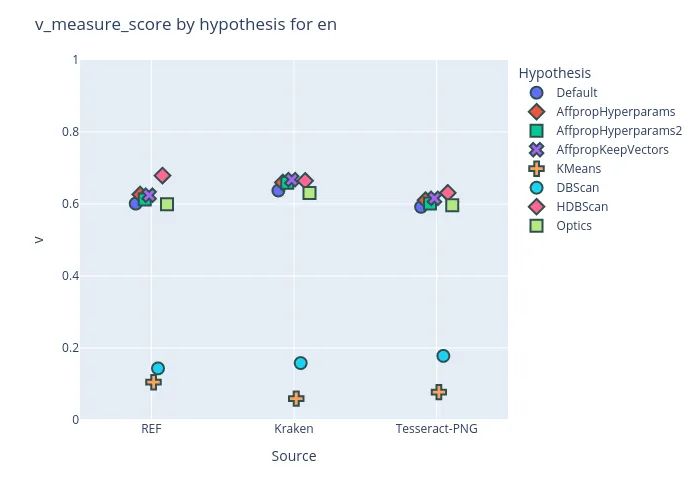 v_measure_score by hypothesis for en
Hypothesis
Default
AffpropHyperparams
AffpropHyperparams2
AffpropKeepVectors
KMeans
DBScan
HDBScan
Optics
1
0.8
0.6
0.4
0.2
0
v
REF
Kraken
Tesseract-PNG
Source